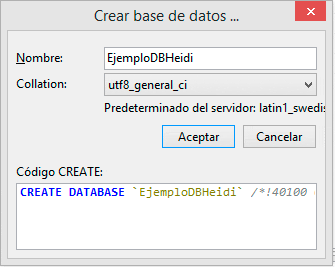 Crear base de datos ...
Nombre:
EjemploDBHeidi
Collation:
utf8_general_ci
Predeterminado del servidor: latin1_swedis
Aceptar
Cancelar
Código CREATE:
CREATE DATABASE `EjemploDBHeidi` /*!40100